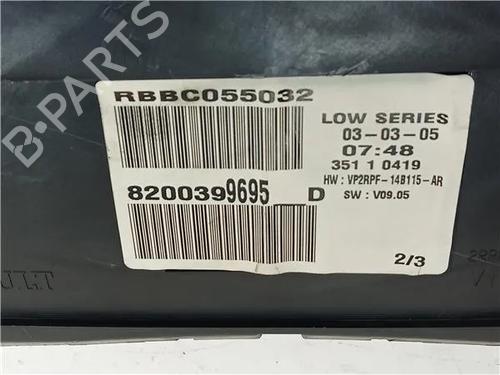 RBBC055032
LOW SERIES
03-03-05
07:48
351 1 0419
HW : VP2RPF-14B115-AR
SW : V09.05
8200399695__D
2/3
B-PARTS